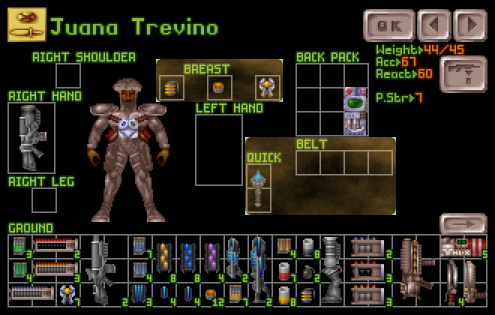 Juana Trevino
OK
RIGHT SHOULDER
BREAST
BACK PACK
Weight>44/45
Acc>67
React>60
P.Str>7
RIGHT HAND
LEFT HAND
BELT
QUICK
RIGHT LEG
GROUND
HI-X